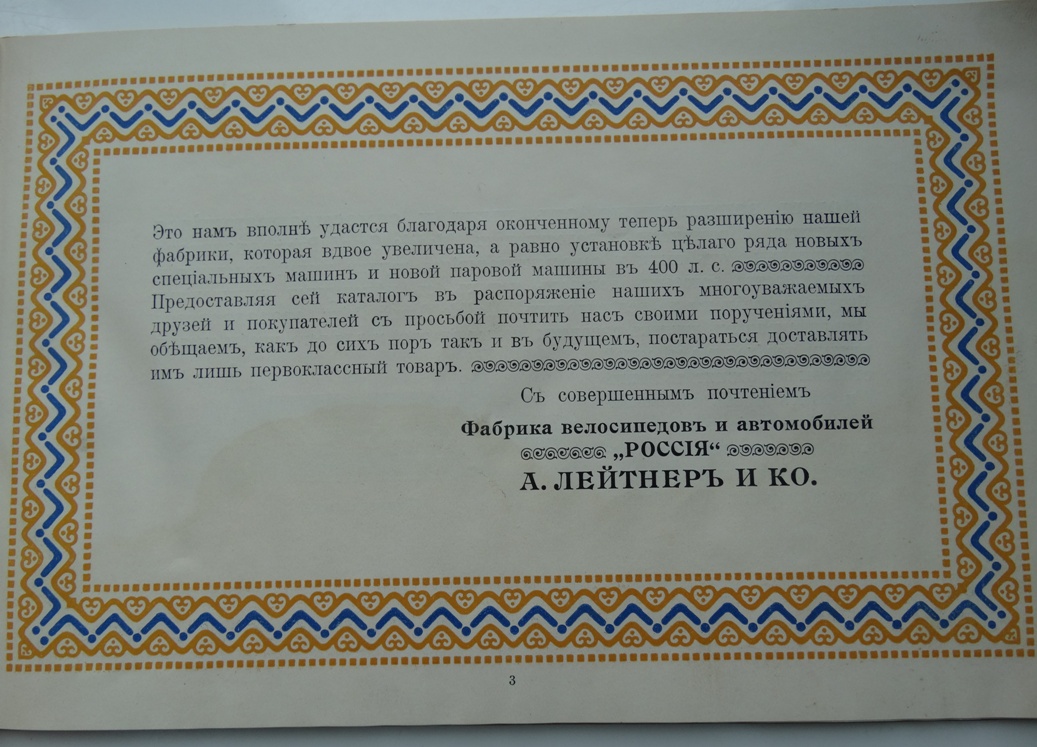 Это намъ вполнѣ удастся благодаря оконченному теперь разширенію нашей
фабрики, которая вдвое увеличена, а равно установкѣ цѣлаго ряда новыхъ
спеціальныхъ машинъ и новой паровой машины въ 400 л. с.
Предоставляя сей каталогъ въ распоряженіе нашихъ многоуважаемыхъ
друзей и покупателей съ просьбой почтить насъ своими порученіями, мы
обѣщаемъ, какъ до сихъ поръ такъ и въ будущемъ, постараться доставлять
имъ лишь первоклассный товаръ.
Съ совершеннымъ почтеніемъ
Фабрика велосипедовъ и автомобилей
„РОССІЯ“
А. ЛЕЙТНЕРЪ И КО.
3